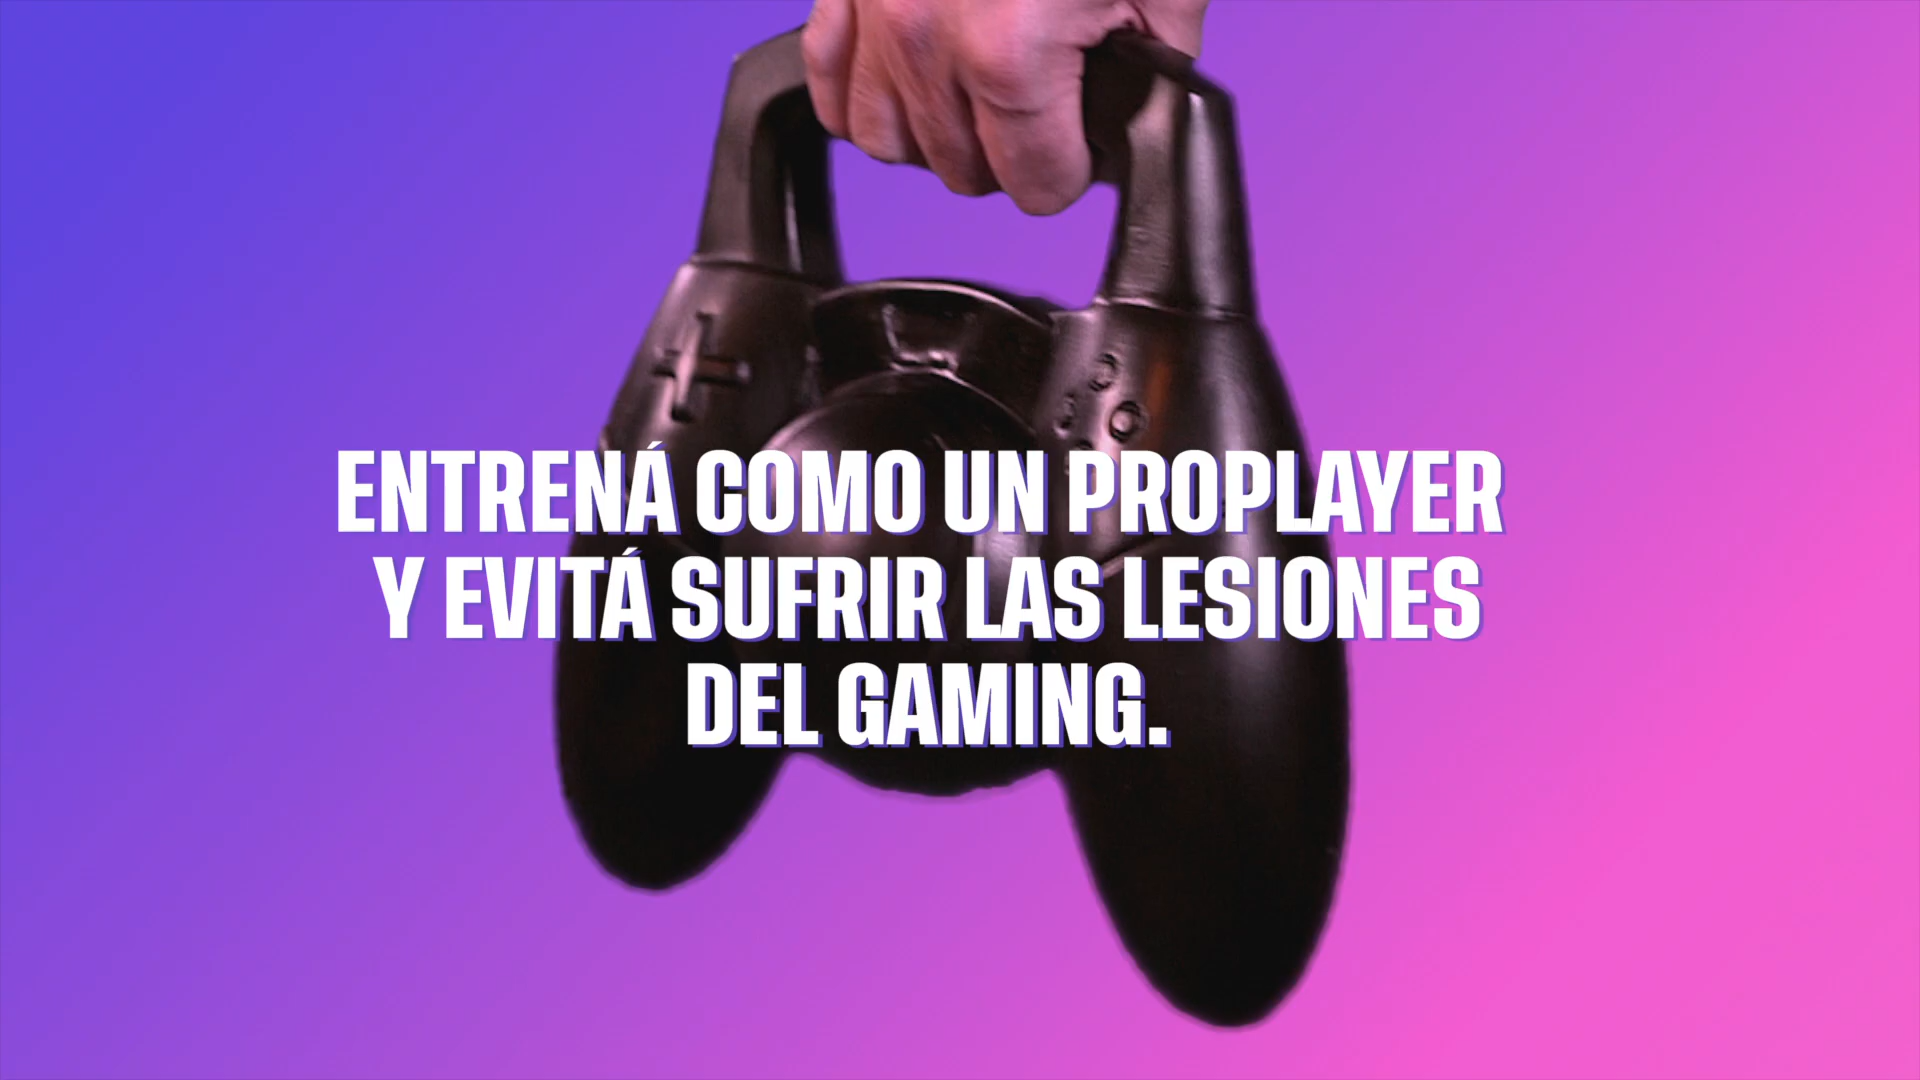 ENTRENÁ COMO UN PROPLAYER
Y EVITÁ SUFRIR LAS LESIONES
DEL GAMING.